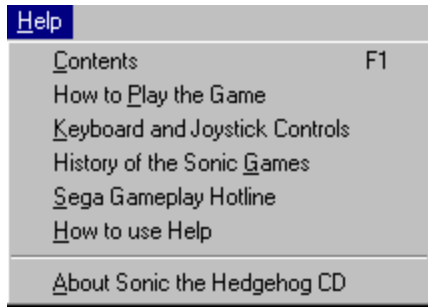 Help
Contents F1
How to Play the Game
Keyboard and Joystick Controls
History of the Sonic Games
Sega Gameplay Hotline
How to use Help
About Sonic the Hedgehog CD